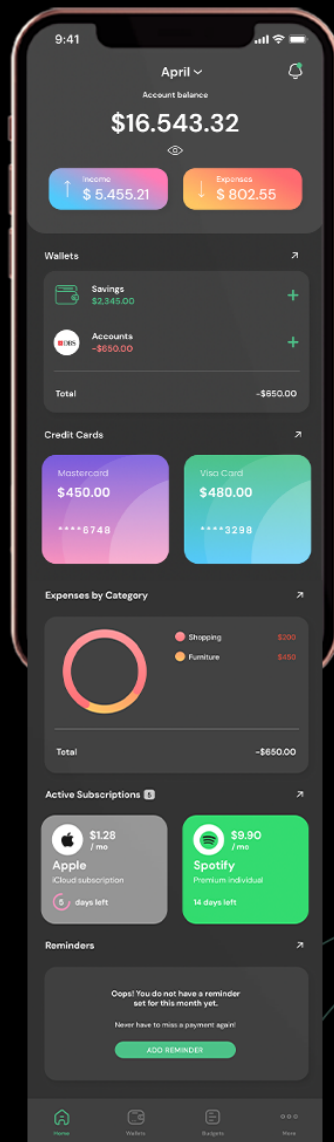 9:41
April
Account balance
$16.543.32
Income
$ 5.455.21
Expenses
$ 802.55
Wallets
Savings
$2,345.00
DBS
Accounts
-$650.00
Total
-$650.00
Credit Cards
Mastercard
$450.00
****6748
Visa Card
$480.00
****3298
Expenses by Category
Shopping
$200
Furniture
$450
Total
-$650.00
Active Subscriptions 5
$1.28
/ mo
Apple
iCloud subscription
5 days left
$9.90
/ mo
Spotify
Premium individual
14 days left
Reminders
Oops! You do not have a reminder
set for this month yet.
Never have to miss a payment again!
ADD REMINDER
Home
Wallets
Budgets
More